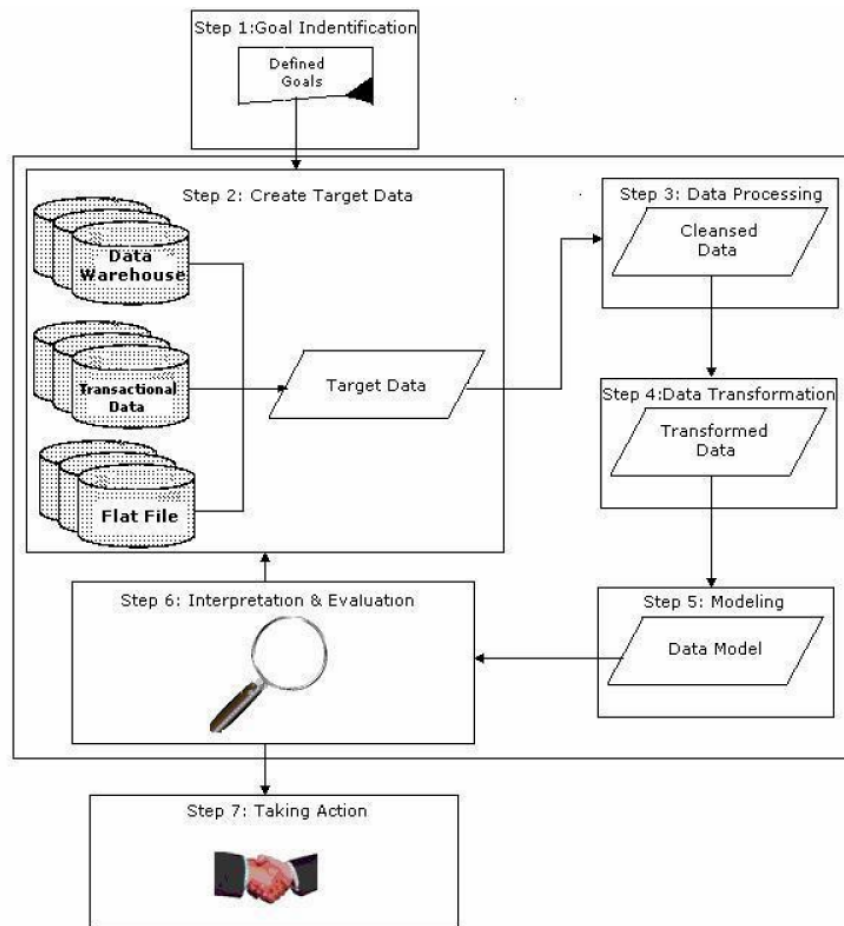 Step 1:Goal Indentification
Defined
Goals
Step 2: Create Target Data
Data
Warehouse
Transactional
Data
Flat File
Target Data
Step 3: Data Processing
Cleansed
Data
Step 4:Data Transformation
Transformed
Data
Step 5: Modeling
Data Model
Step 6: Interpretation & Evaluation
Step 7: Taking Action